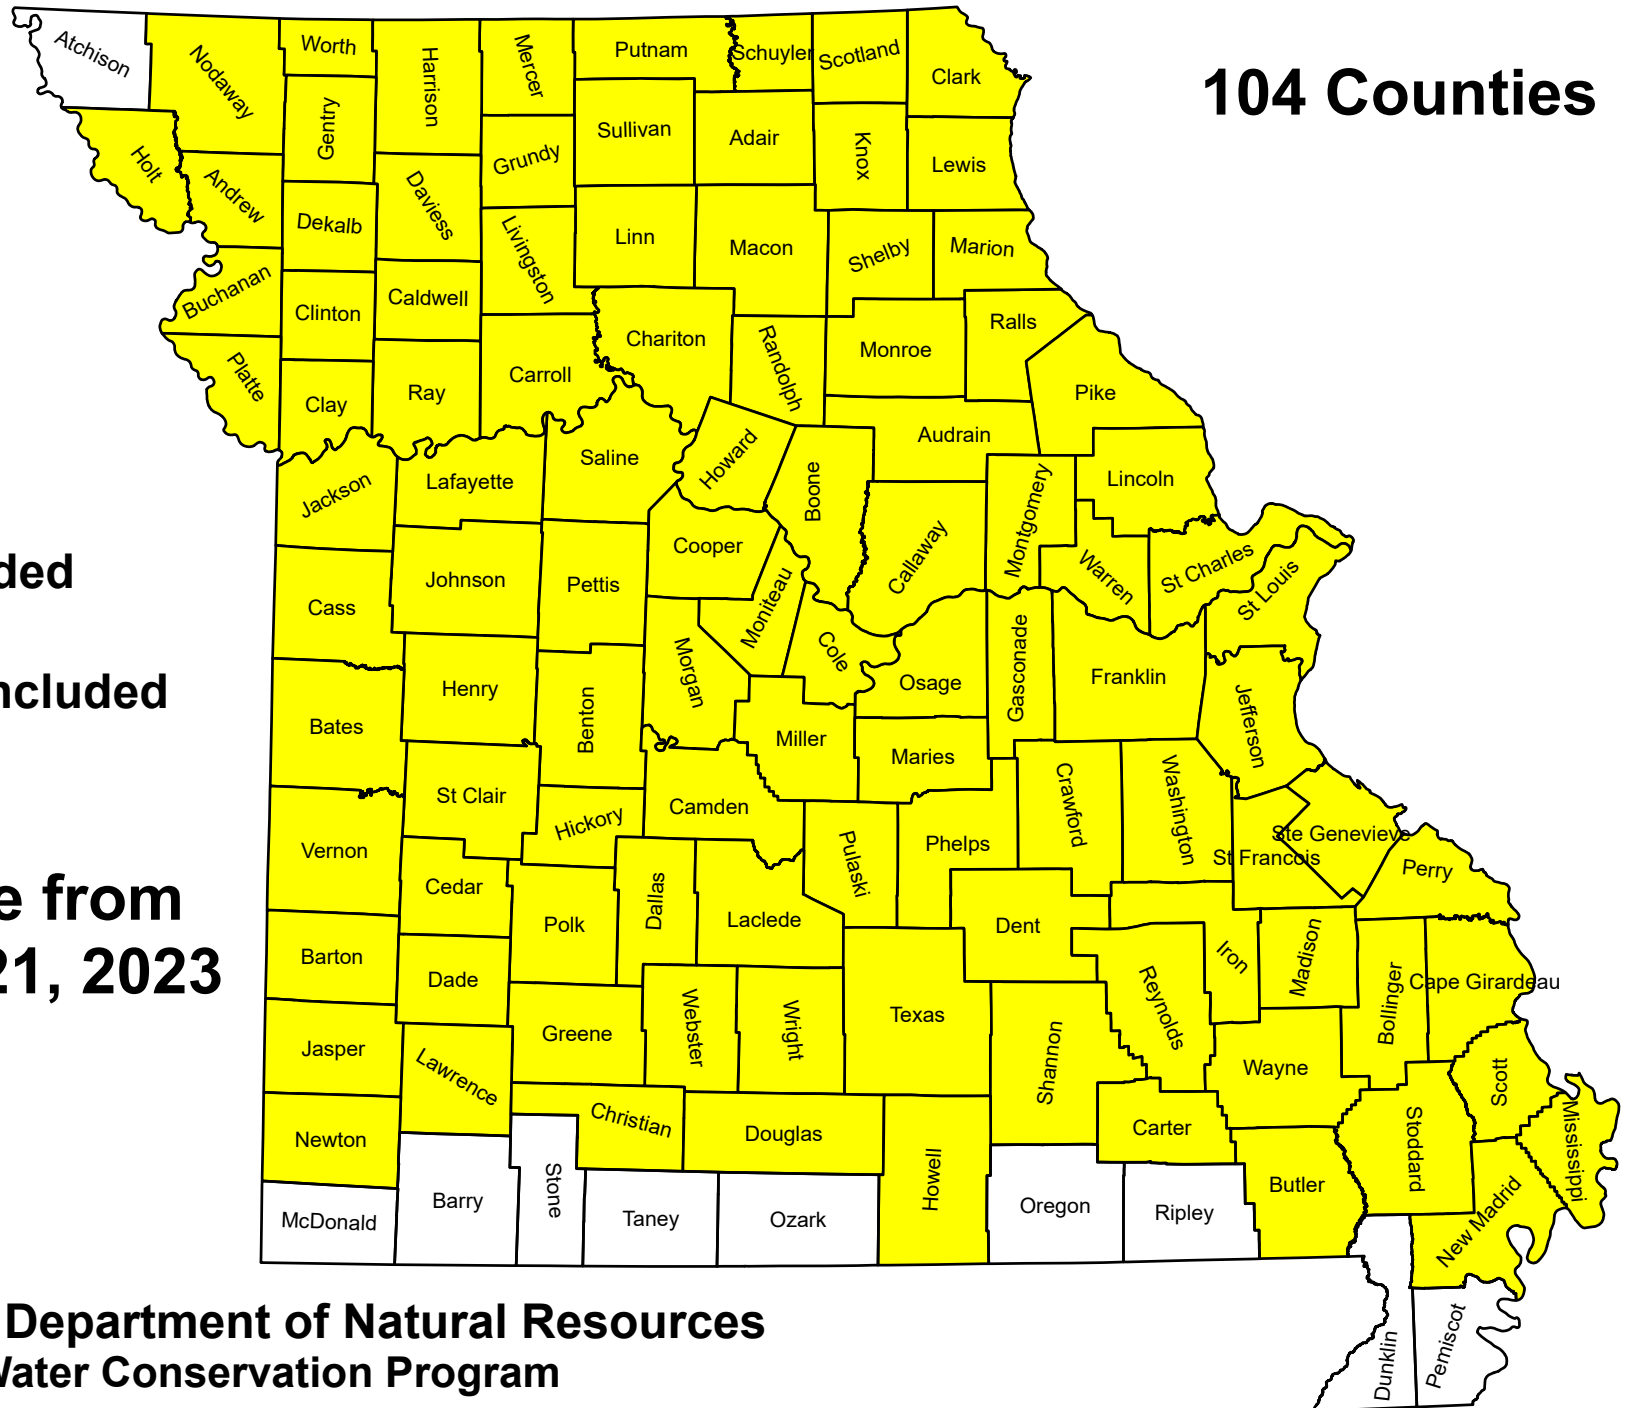 104 Counties
Atchison
Nodaway
Worth
Harrison
Mercer
Putnam
Schuyler
Scotland
Clark
Holt
Andrew
Gentry
Dekalb
Daviess
Grundy
Sullivan
Adair
Knox
Lewis
Buchanan
Clinton
Caldwell
Livingston
Linn
Macon
Shelby
Marion
Platte
Clay
Ray
Carroll
Chariton
Randolph
Monroe
Ralls
Pike
Audrain
Jackson
Lafayette
Saline
Howard
Boone
Callaway
Montgomery
Lincoln
Cass
Johnson
Pettis
Cooper
Moniteau
Cole
Warren
St Charles
St Louis
ded
Bates
Henry
Benton
Morgan
Miller
Osage
Gasconade
Franklin
Jefferson
ncluded
Maries
Vernon
St Clair
Hickory
Camden
Pulaski
Phelps
Crawford
Washington
St Francois
Ste Genevieve
Perry
Cedar
Polk
Dallas
Laclede
Dent
Iron
Madison
Bollinger
Cape Girardeau
e from
21, 2023
Barton
Dade
Greene
Webster
Wright
Texas
Shannon
Reynolds
Wayne
Scott
Jasper
Lawrence
Christian
Douglas
Howell
Carter
Butler
Stoddard
Mississippi
New Madrid
Newton
McDonald
Barry
Stone
Taney
Ozark
Oregon
Ripley
Dunklin
Pemiscot
Department of Natural Resources
Water Conservation Program